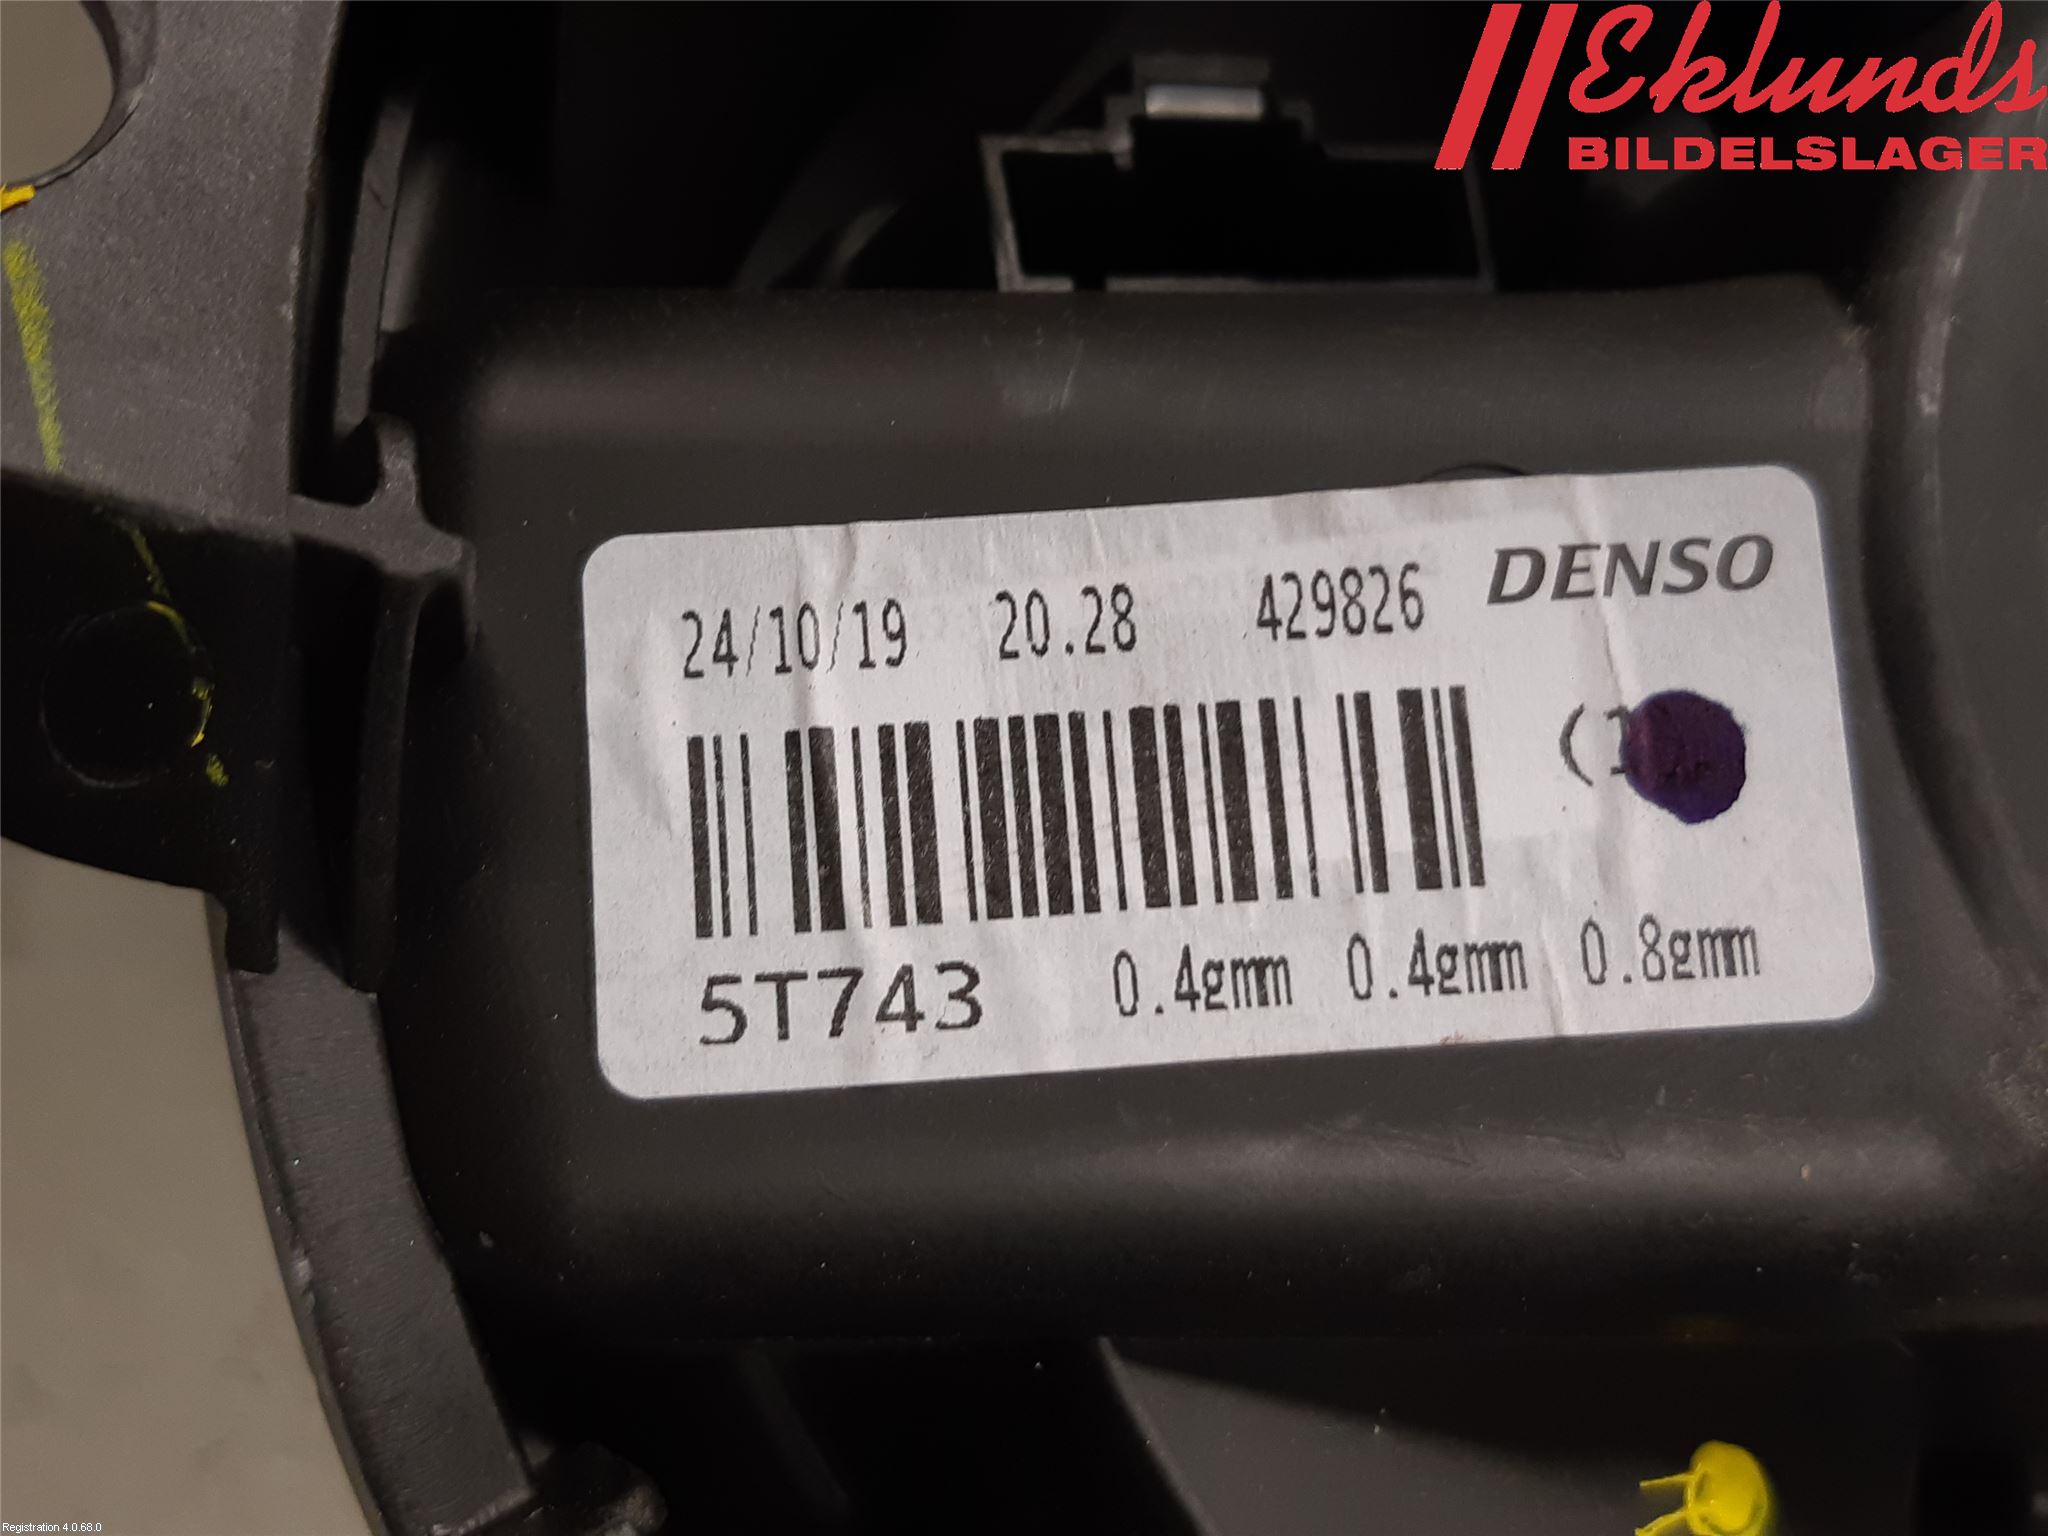 Eklunds
BILDELSLAGER
DENSO
24/10/19 20.28 429826
5T743 0.4gmm 0.4gmm 0.8gmm
Registration 4.0.68.0